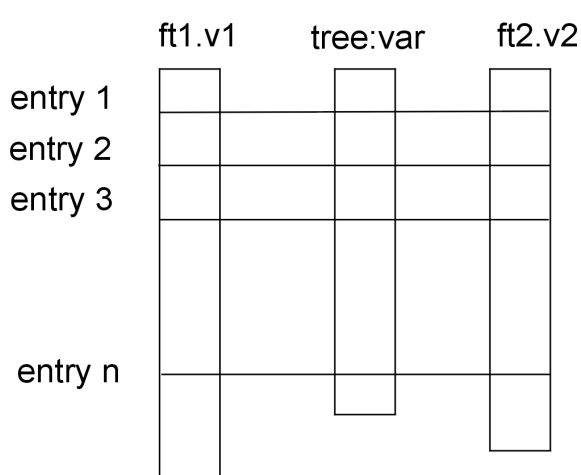 ft1.v1 tree:var ft2.v2
entry 1
entry 2
entry 3
entry n